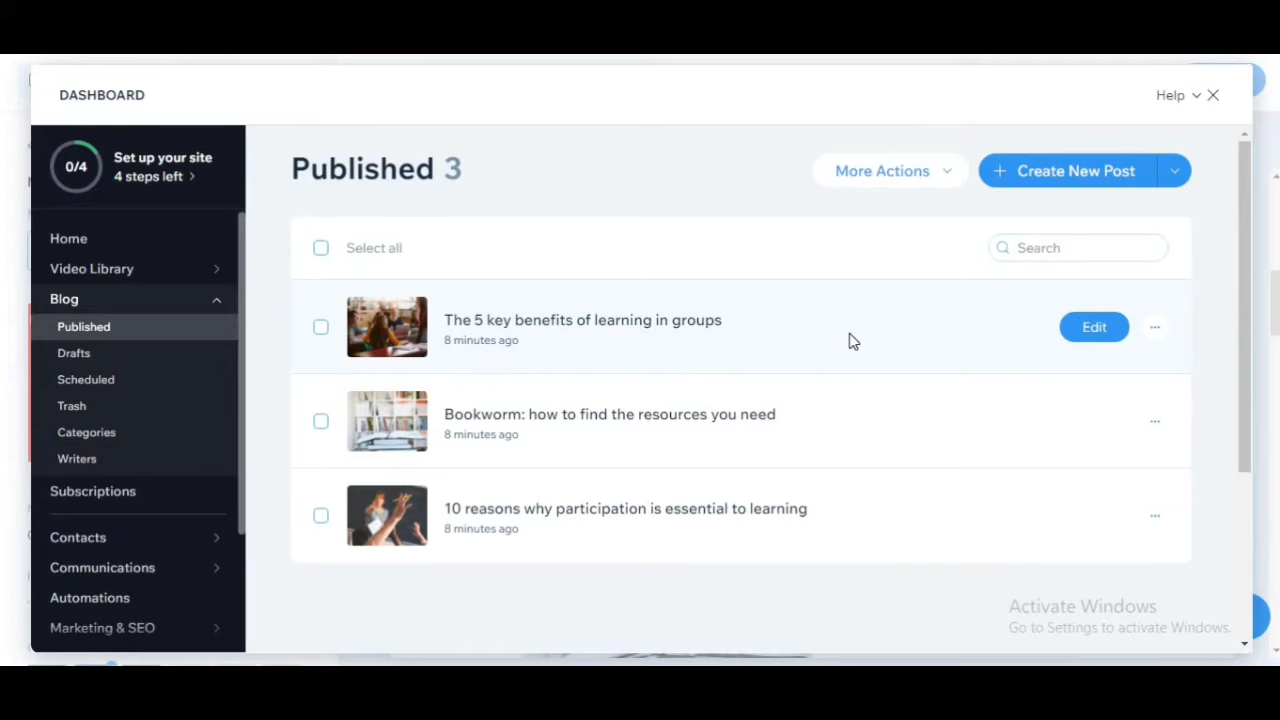 DASHBOARD
Help
0/4
Set up your site
4 steps left
Home
Video Library
Blog
Published
Drafts
Scheduled
Trash
Categories
Writers
Subscriptions
Contacts
Communications
Automations
Marketing & SEO
Published 3
More Actions
+ Create New Post
Select all
Search
The 5 key benefits of learning in groups
8 minutes ago
Edit
Bookworm: how to find the resources you need
8 minutes ago
10 reasons why participation is essential to learning
8 minutes ago
Activate Windows
Go to Settings to activate Windows.